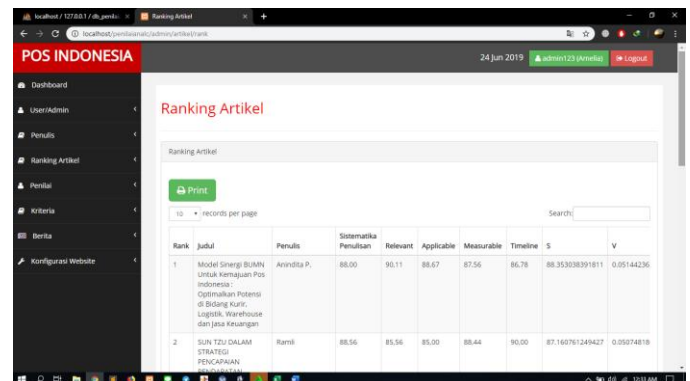 localhost / 127.0.0.1 / db_penilai
Ranking Artikel
localhost/penilaianalc/admin/artikel/rank
POS INDONESIA
24 Jun 2019
admin123 (Amelia)
Logout
Dashboard
User/Admin
Penulis
Ranking Artikel
Penilai
Kriteria
Berita
Konfigurasi Website
Ranking Artikel
Ranking Artikel
Print
10 records per page
Search:
Rank Judul Penulis Sistematika Penulisan Relevant Applicable Measurable Timeline S V
1 Model Sinergi BUMN Anindita P. 88,00 90,11 88,67 87,56 86,78 88.353038391811 0.05144236
Untuk Kemajuan Pos
Indonesia :
Optimalkan Potensi
di Bidang Kurir,
Logistik, Warehouse
dan Jasa Keuangan
2 SUN TZU DALAM Ramli 88,56 85,56 85,00 88,44 90,00 87.160761249427 0.05074818
STRATEGI
PENCAPAIAN
PENDAPATAN
12:53 AM